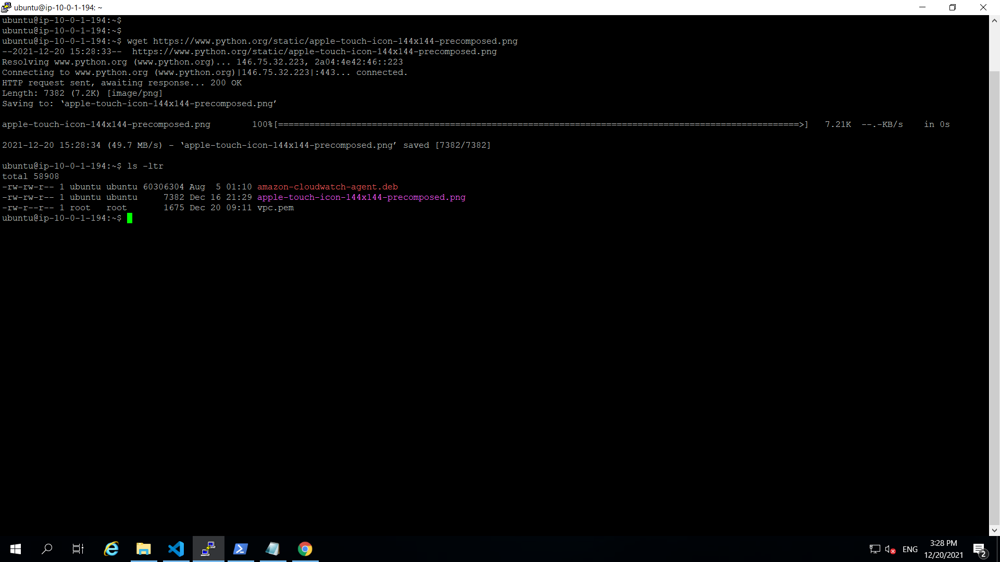 ubuntu@ip-10-0-1-194: ~
ubuntu@ip-10-0-1-194:~$
ubuntu@ip-10-0-1-194:~$
ubuntu@ip-10-0-1-194:~$ wget https://www.python.org/static/apple-touch-icon-144x144-precomposed.png
--2021-12-20 15:28:33--  https://www.python.org/static/apple-touch-icon-144x144-precomposed.png
Resolving www.python.org (www.python.org)... 146.75.32.223, 2a04:4e42:46::223
Connecting to www.python.org (www.python.org)|146.75.32.223|:443... connected.
HTTP request sent, awaiting response... 200 OK
Length: 7382 (7.2K) [image/png]
Saving to: ‘apple-touch-icon-144x144-precomposed.png’
apple-touch-icon-144x144-precomposed.png        100%[====================================================================================================>]   7.21K  --.-KB/s    in 0s
2021-12-20 15:28:34 (49.7 MB/s) - ‘apple-touch-icon-144x144-precomposed.png’ saved [7382/7382]
ubuntu@ip-10-0-1-194:~$ ls -ltr
total 58908
-rw-rw-r-- 1 ubuntu ubuntu 60306304 Aug  5 01:10 amazon-cloudwatch-agent.deb
-rw-rw-r-- 1 ubuntu ubuntu     7382 Dec 16 21:29 apple-touch-icon-144x144-precomposed.png
-rw-r--r-- 1 root   root       1675 Dec 20 09:11 vpc.pem
ubuntu@ip-10-0-1-194:~$
ENG
3:28 PM
12/20/2021
2